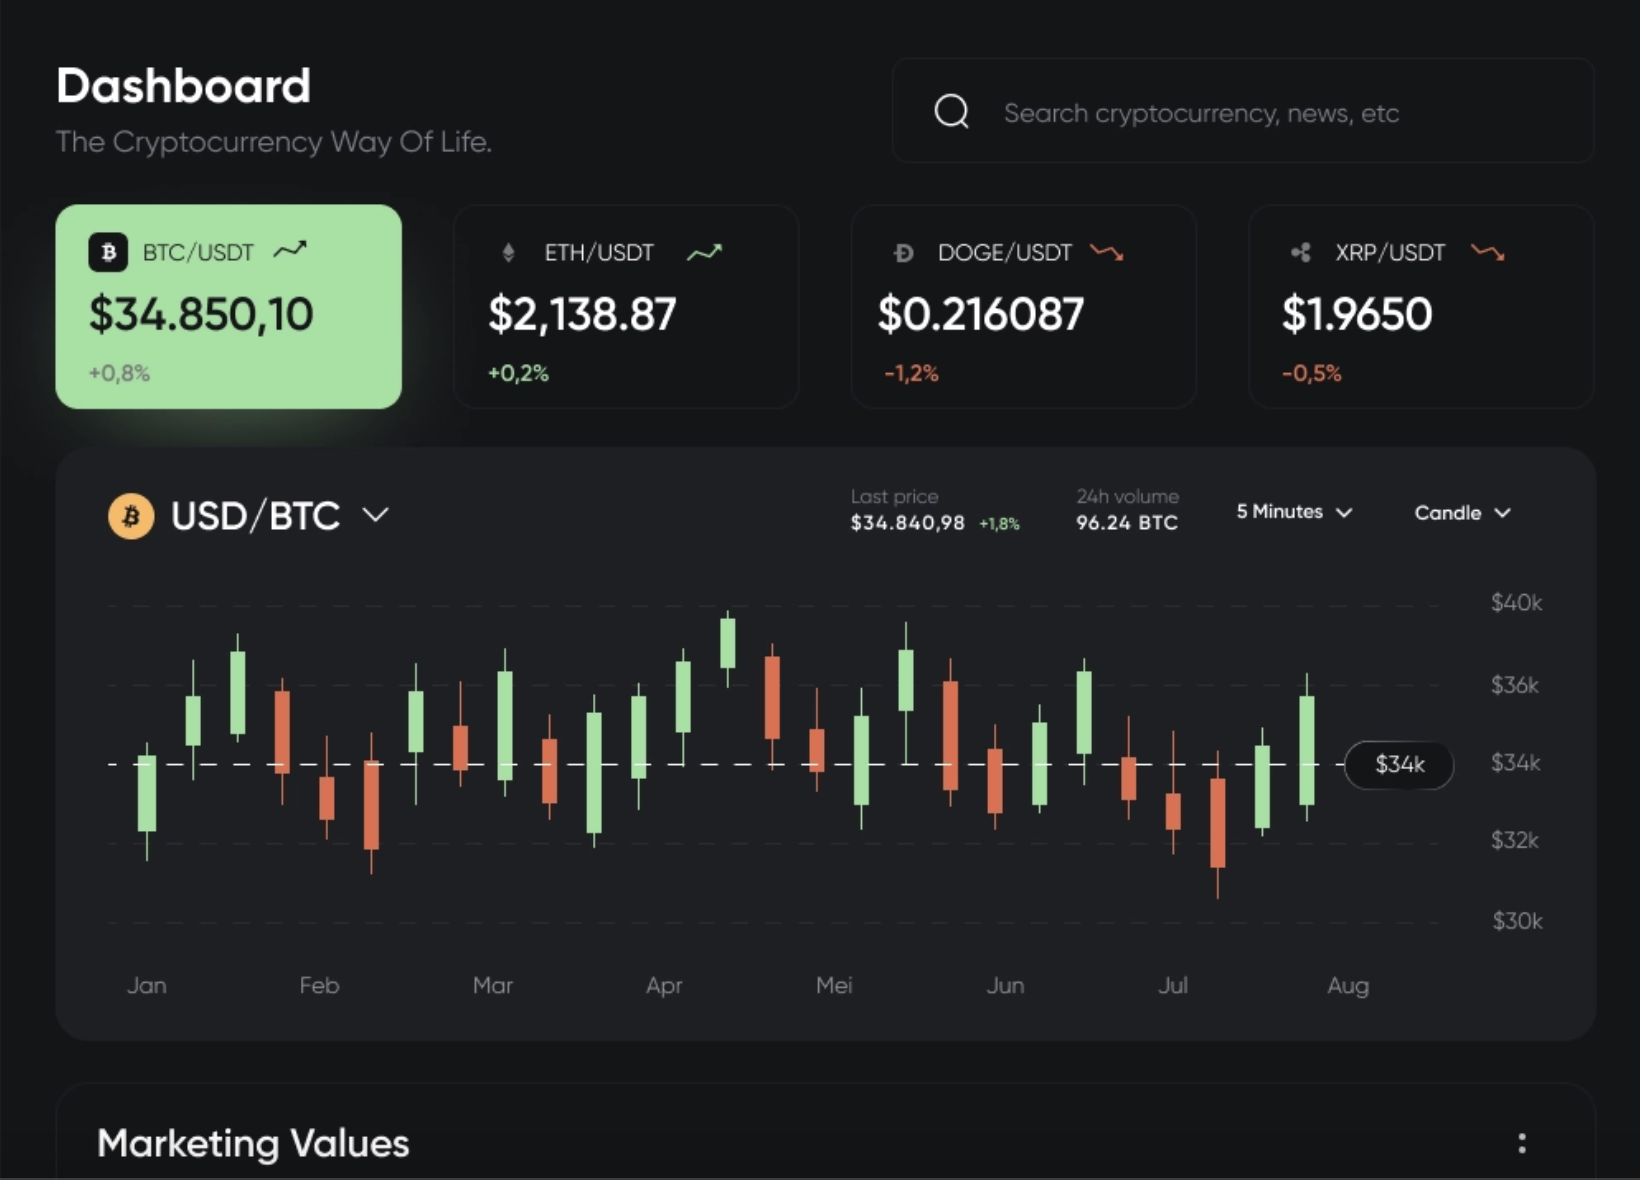 Dashboard
The Cryptocurrency Way Of Life.
Search cryptocurrency, news, etc
BTC/USDT
$34.850,10
+0,8%
ETH/USDT
$2,138.87
+0,2%
DOGE/USDT
$0.216087
-1,2%
XRP/USDT
$1.9650
-0,5%
USD/BTC
Last price
$34.840,98 +1,8%
24h volume
96.24 BTC
5 Minutes
Candle
$40k
$36k
$34k
$34k
$32k
$30k
Jan Feb Mar Apr Mei Jun Jul Aug
Marketing Values